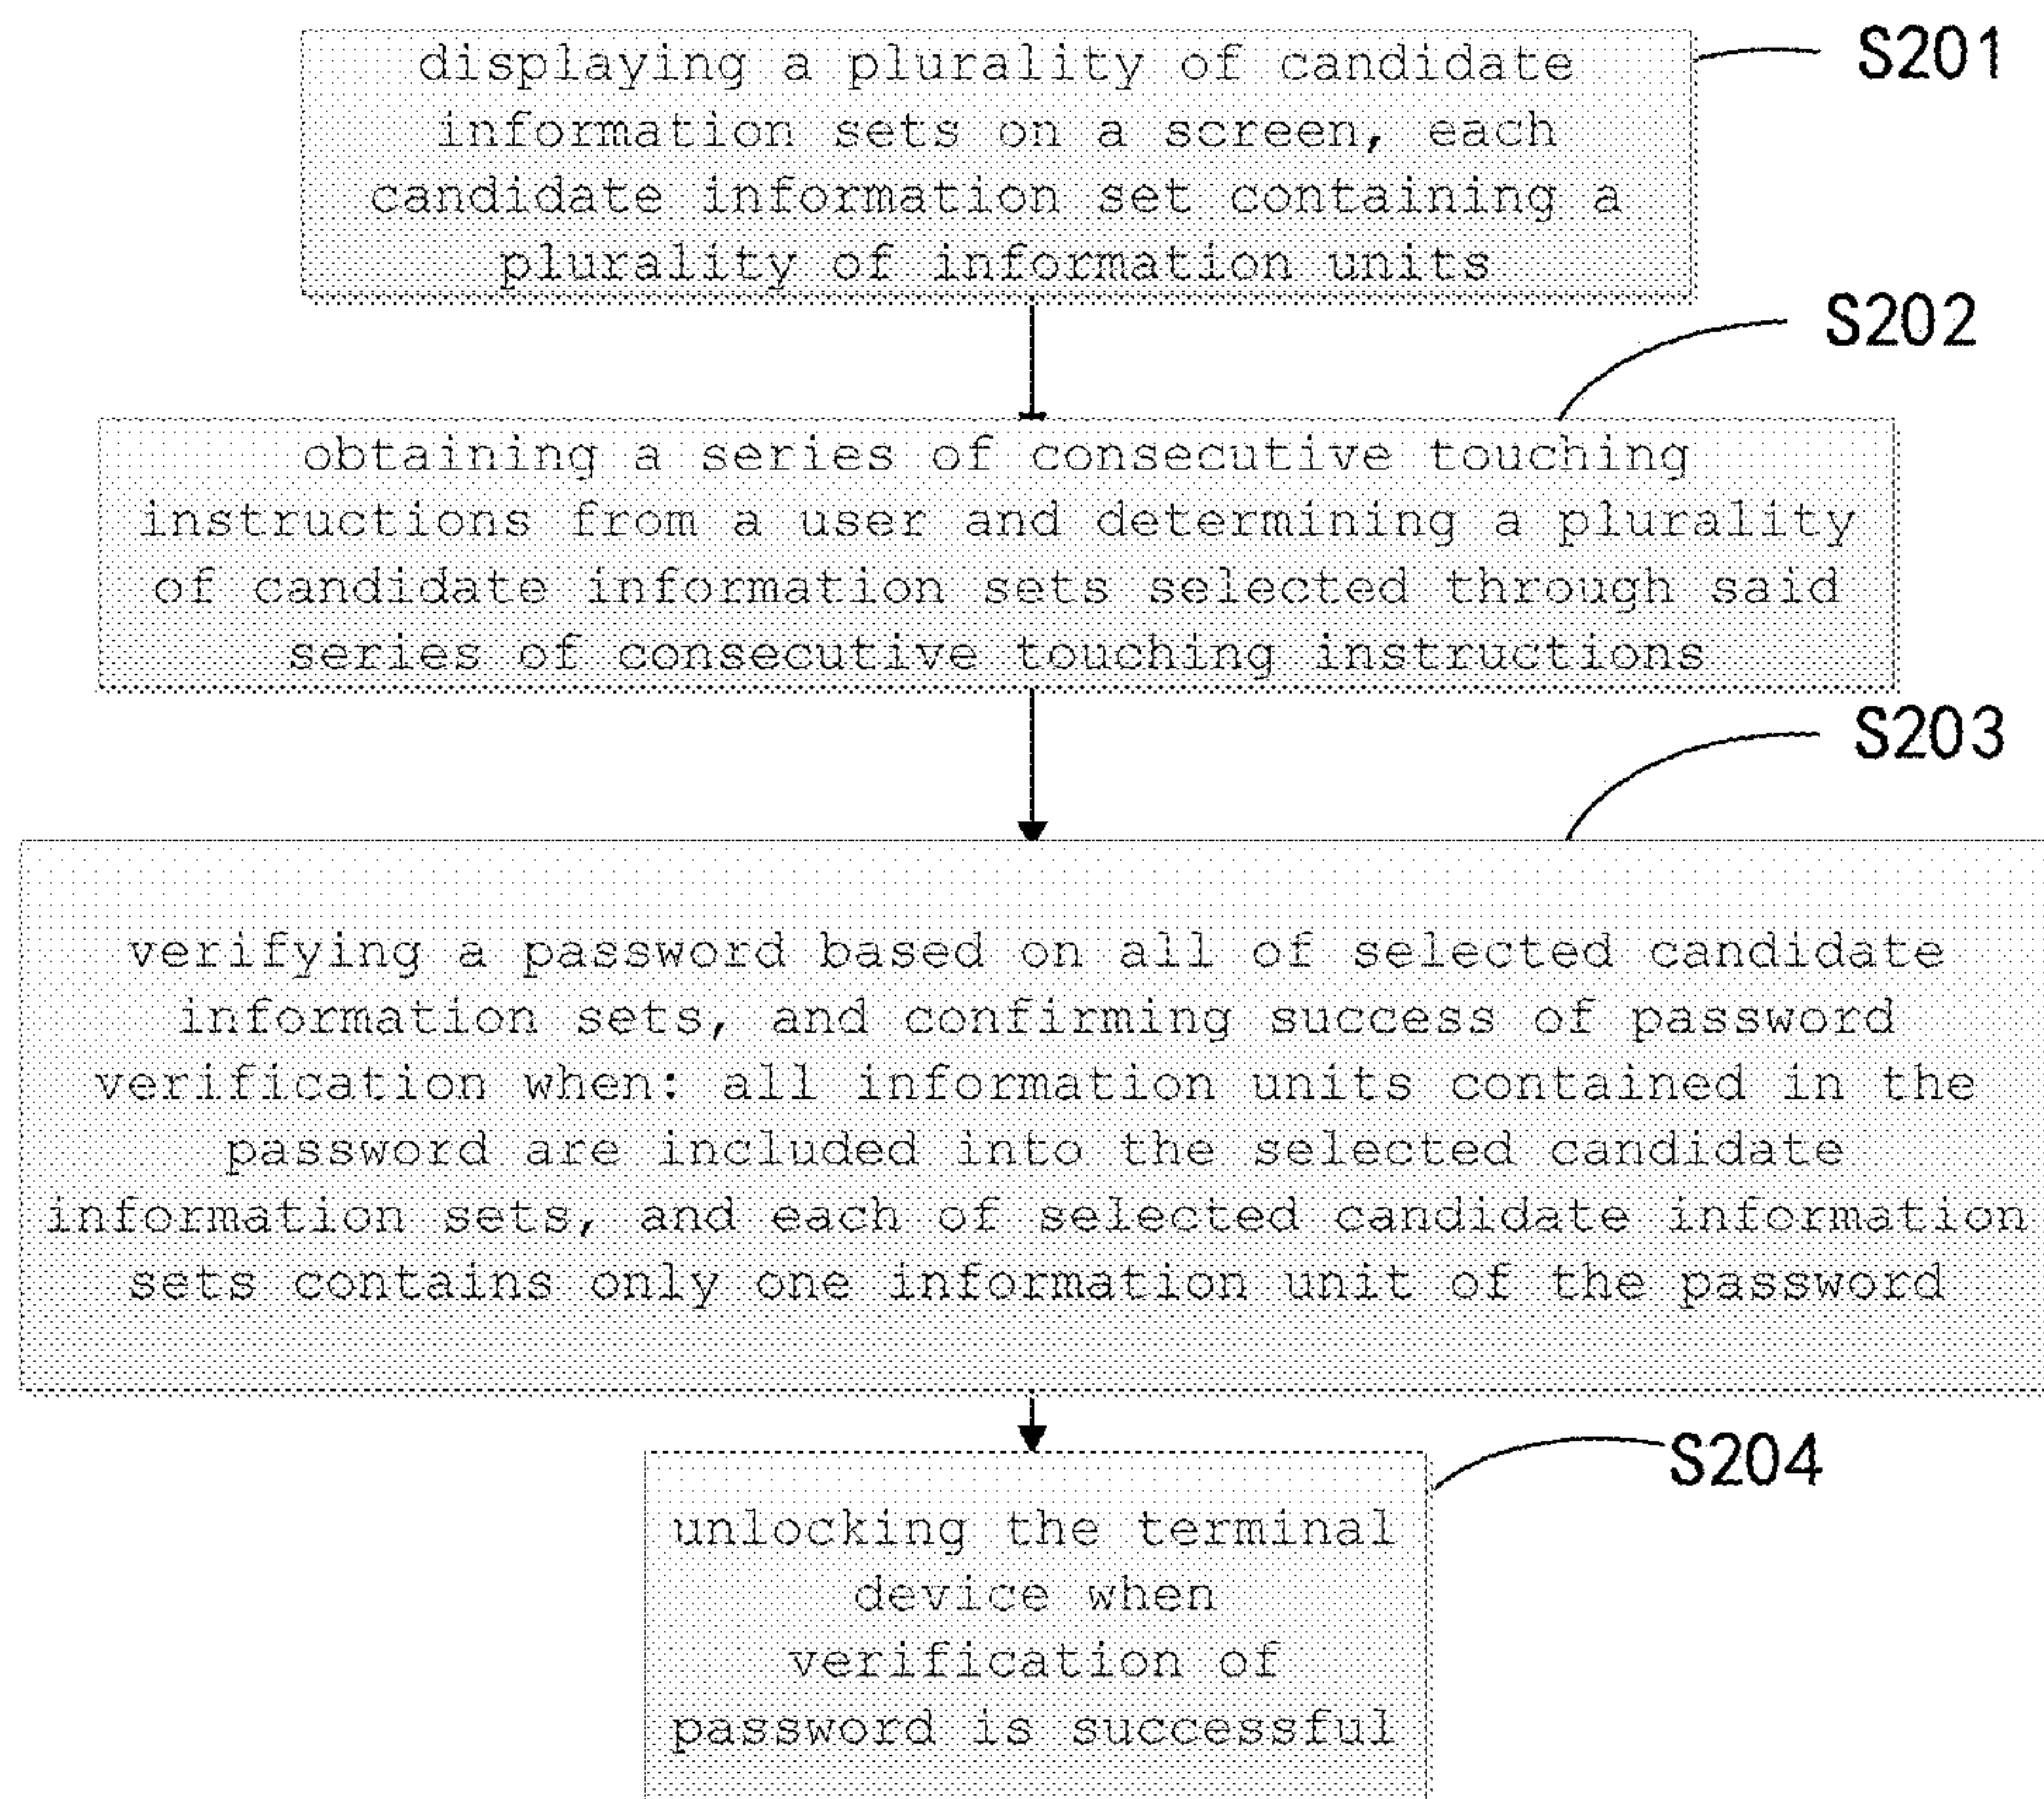 displaying a plurality of candidate
information sets on a screen, each
candidate information set containing a
plurality of information units
S201
S202
obtaining a series of consecutive touching
instructions from a user and determining a plurality
of candidate information sets selected through said
series of consecutive touching instructions
S203
verifying a password based on all of selected candidate
information sets, and confirming success of password
verification when: all information units contained in the
password are included into the selected candidate
information sets, and each of selected candidate information
sets contains only one information unit of the password
S204
unlocking the terminal
device when
verification of
password is successful